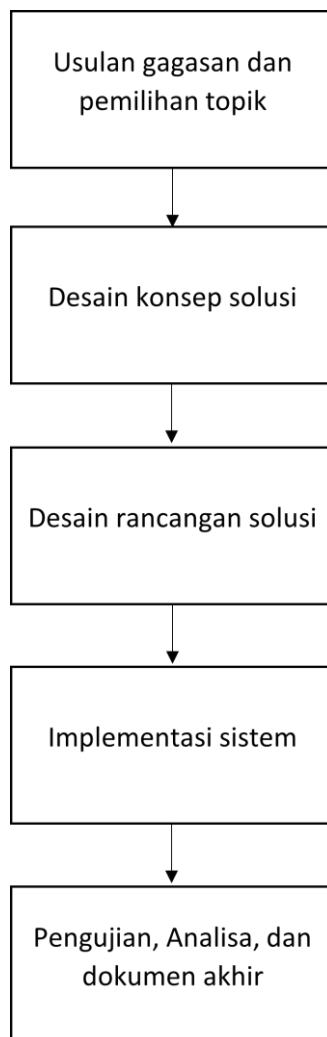 Usulan gagasan dan
pemilihan topik
Desain konsep solusi
Desain rancangan solusi
Implementasi sistem
Pengujian, Analisa, dan
dokumen akhir